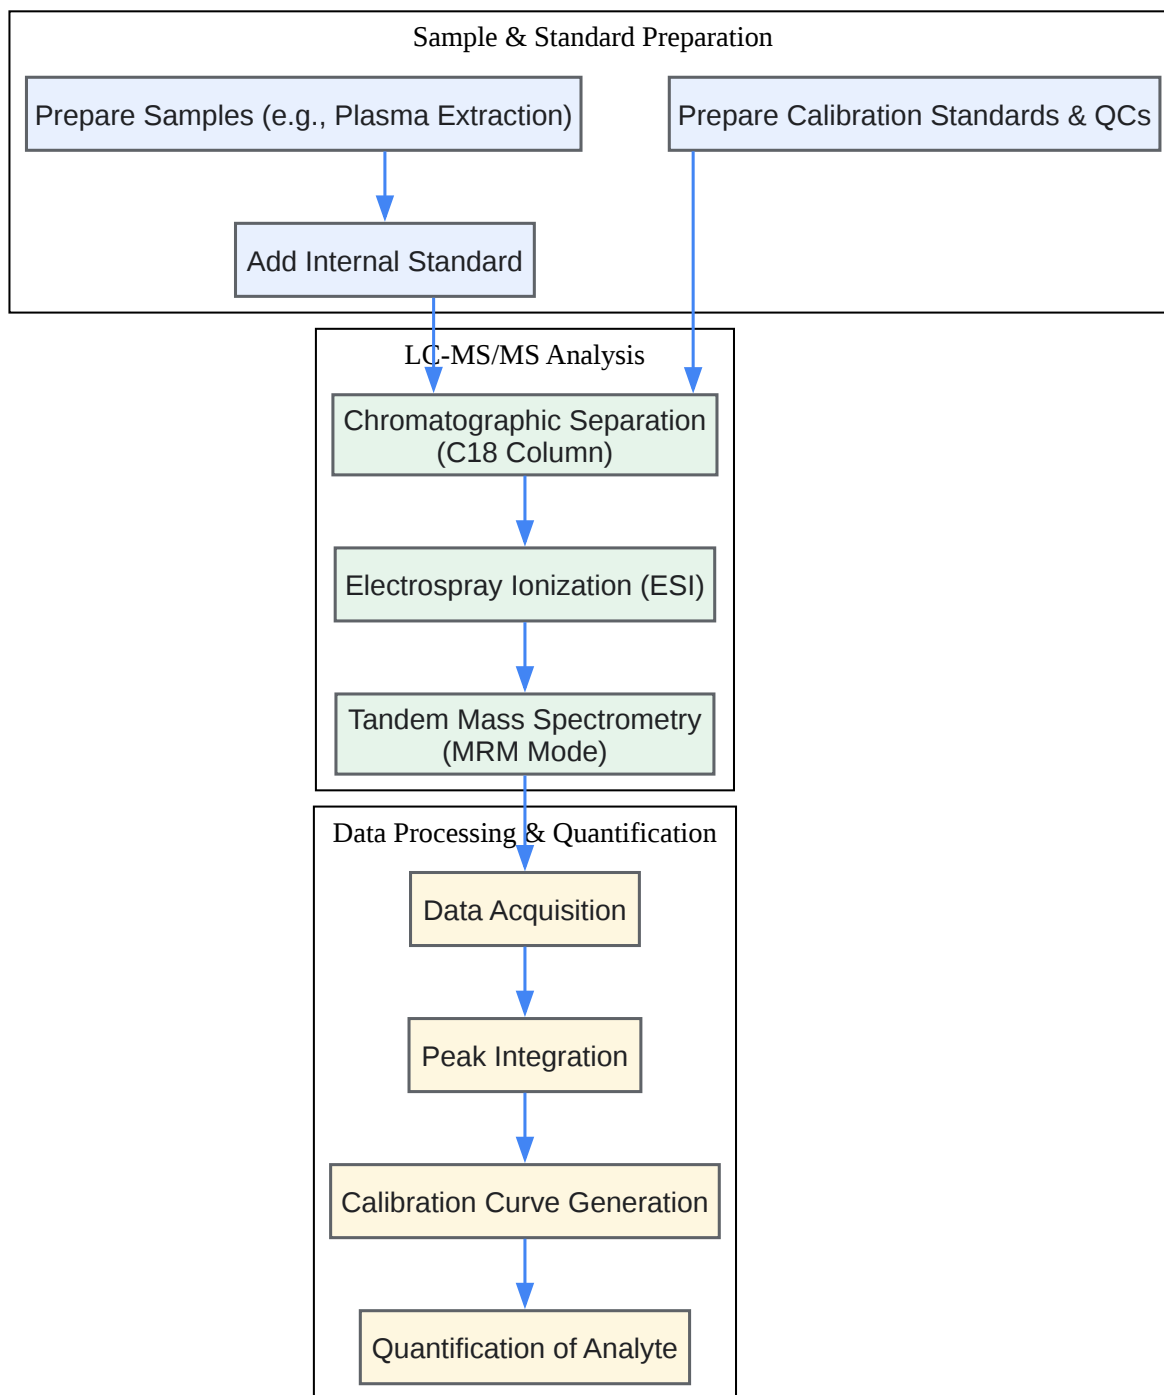 Sample & Standard Preparation
Prepare Samples (e.g., Plasma Extraction)
Prepare Calibration Standards & QCs
Add Internal Standard
LC-MS/MS Analysis
Chromatographic Separation
(C18 Column)
Electrospray Ionization (ESI)
Tandem Mass Spectrometry
(MRM Mode)
Data Processing & Quantification
Data Acquisition
Peak Integration
Calibration Curve Generation
Quantification of Analyte